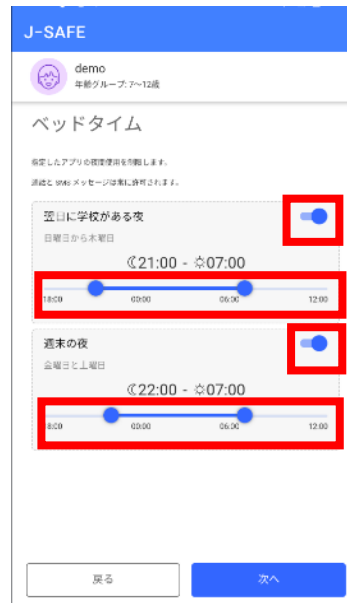 J-SAFE
demo
年齢グループ: 7~12歳
ベッドタイム
指定したアプリの夜間使用を制限します。
通話と SMS メッセージは常に許可されます。
翌日に学校がある夜
日曜日から木曜日
21:00 - 07:00
18:00 00:00 06:00 12:00
週末の夜
金曜日と土曜日
22:00 - 07:00
8:00 00:00 06:00 12:00
戻る 次へ